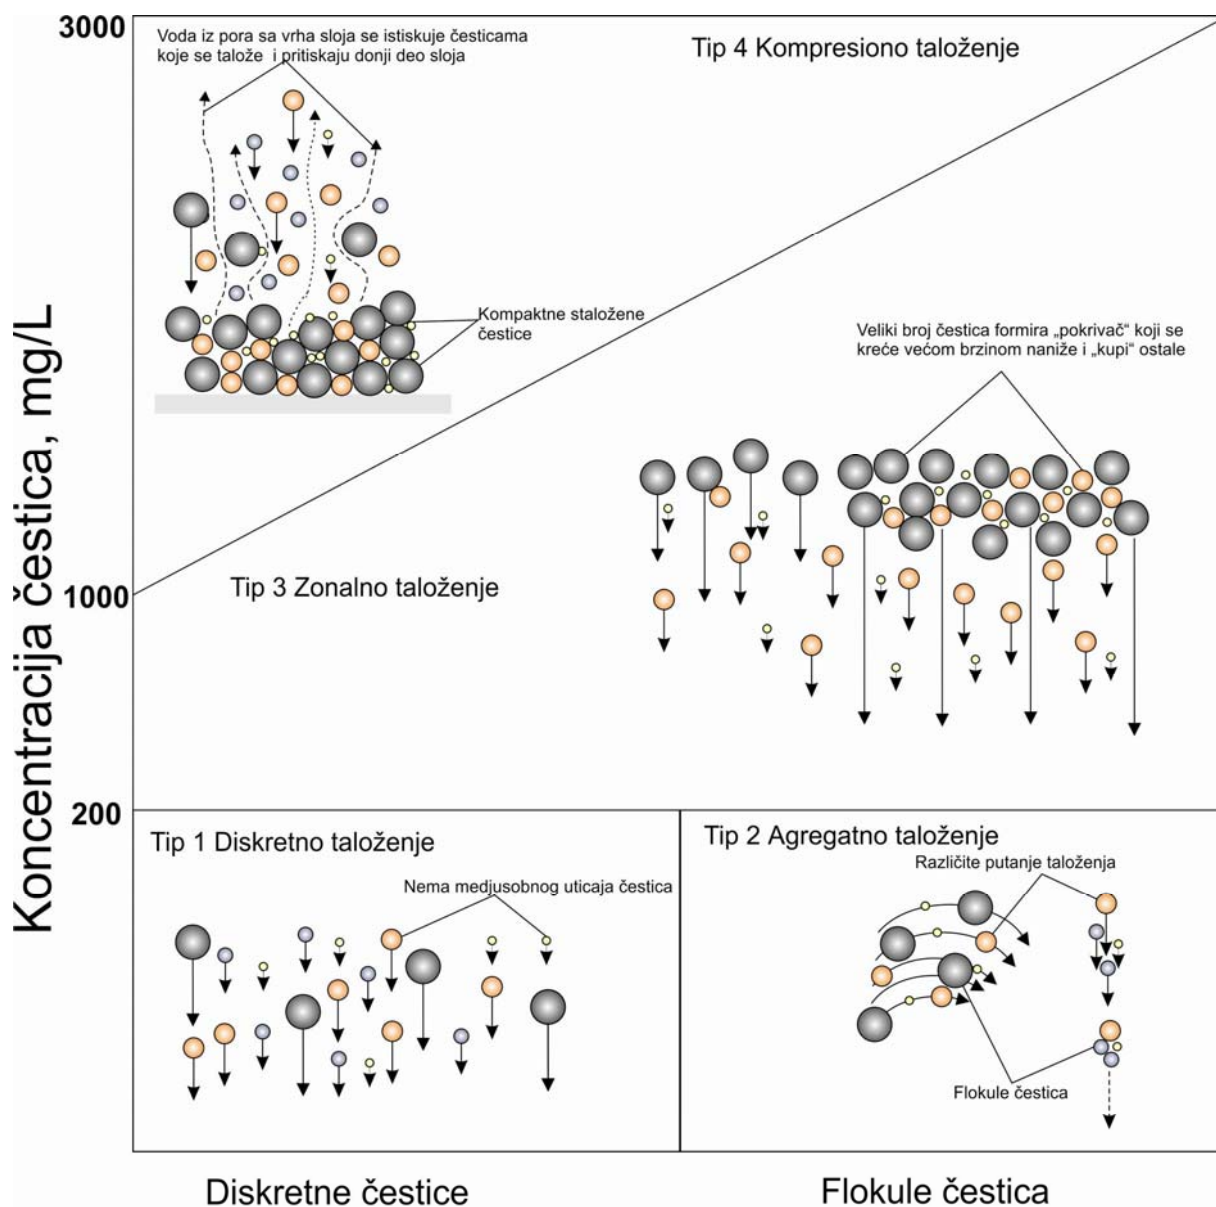 3000
Voda iz pora sa vrha sloja se istiskuje česticama
koje se talože i pritiskaju donji deo sloja
Tip 4 Kompresiono taloženje
Kompaktne staložene
čestice
Veliki broj čestica formira „pokrivač“ koji se
kreće većom brzinom naniže i „kupi“ ostale
Koncentracija čestica, mg/L
1000
Tip 3 Zonalno taloženje
200
Tip 1 Diskretno taloženje
Nema medjusobnog uticaja čestica
Tip 2 Agregatno taloženje
Različite putanje taloženja
Flokule čestica
Diskretne čestice
Flokule čestica